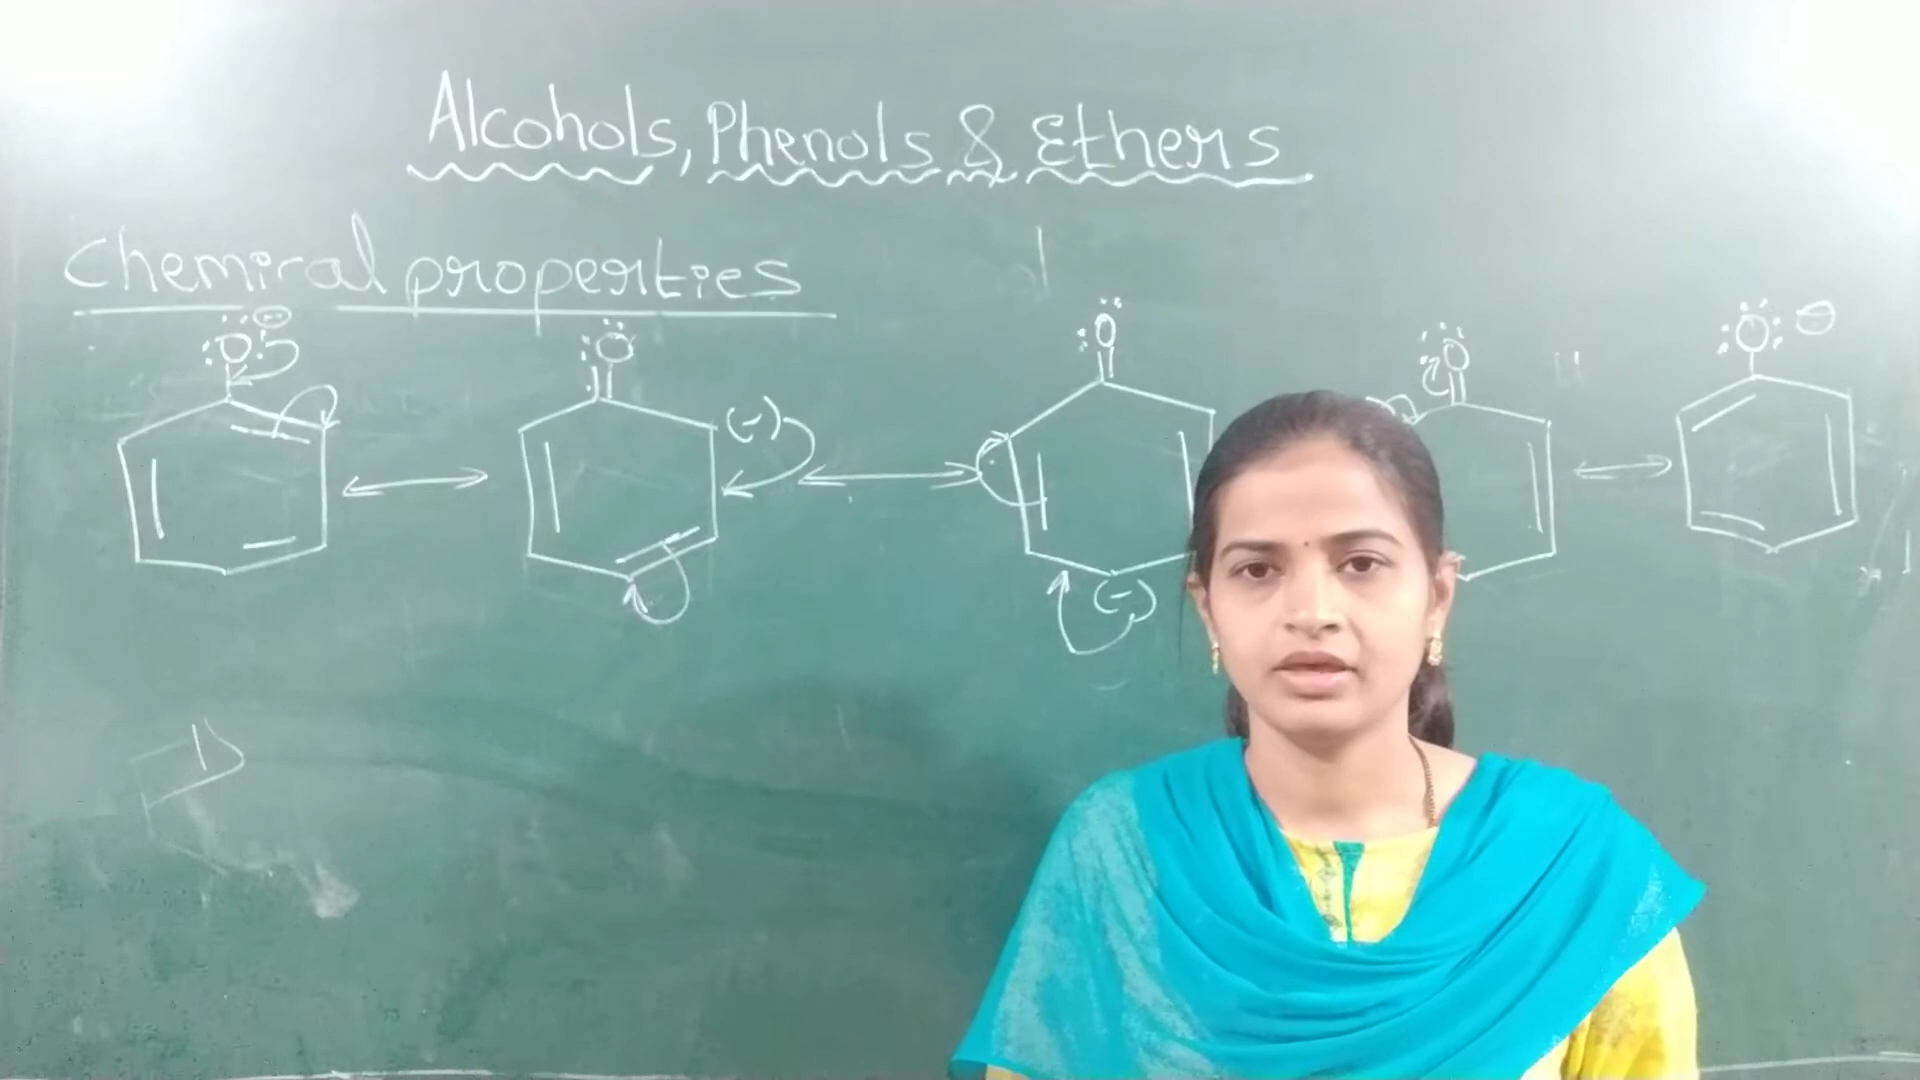 Alcohols, Phenols & Ethers
Chemical properties
O O O O O
(-)
(-)